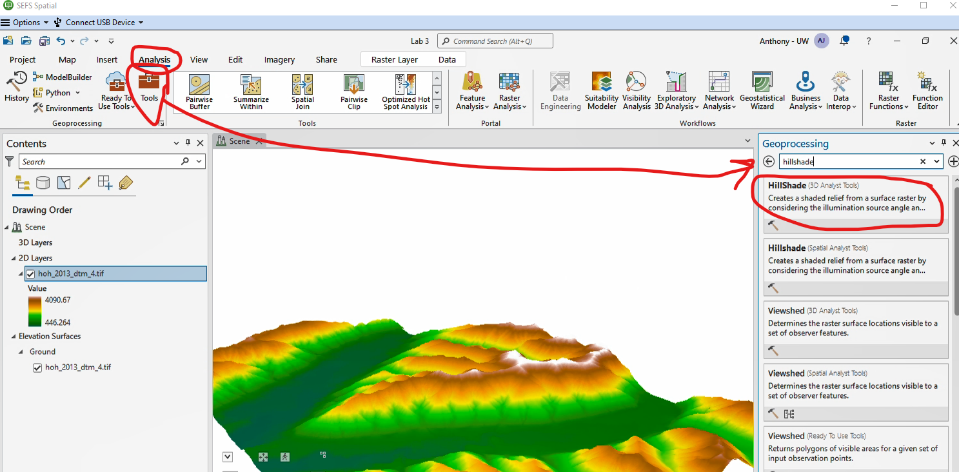 SEFS Spatial
Options Connect USB Device
Lab 3 Command Search (Alt+Q) Anthony - UW AJ ?
Project Map Insert Analysis View Edit Imagery Share Raster Layer Data
History
ModelBuilder
Python
Environments
Ready To Use Tools
Tools
Pairwise Buffer
Summarize Within
Spatial Join
Pairwise Clip
Optimized Hot Spot Analysis
Feature Analysis
Raster Analysis
Data Engineering
Suitability Modeler
Visibility Analysis
Exploratory 3D Analysis
Network Analysis
Geostatistical Wizard
Business Analysis
Data Interop
Raster Functions
Function Editor
Geoprocessing Tools Portal Workflows Raster
Contents
Search
Drawing Order
Scene
3D Layers
2D Layers
hoh_2013_dtm_4.tif
Value
4090.67
446.264
Elevation Surfaces
Ground
hoh_2013_dtm_4.tif
Scene
Geoprocessing
hillshade
HillShade (3D Analyst Tools)
Creates a shaded relief from a surface raster by
considering the illumination source angle an...
Hillshade (Spatial Analyst Tools)
Creates a shaded relief from a surface raster by
considering the illumination source angle an...
Viewshed (3D Analyst Tools)
Determines the raster surface locations visible to a
set of observer features.
Viewshed (Spatial Analyst Tools)
Determines the raster surface locations visible to a
set of observer features.
Viewshed (Ready To Use Tools)
Returns polygons of visible areas for a given set of
input observation points.